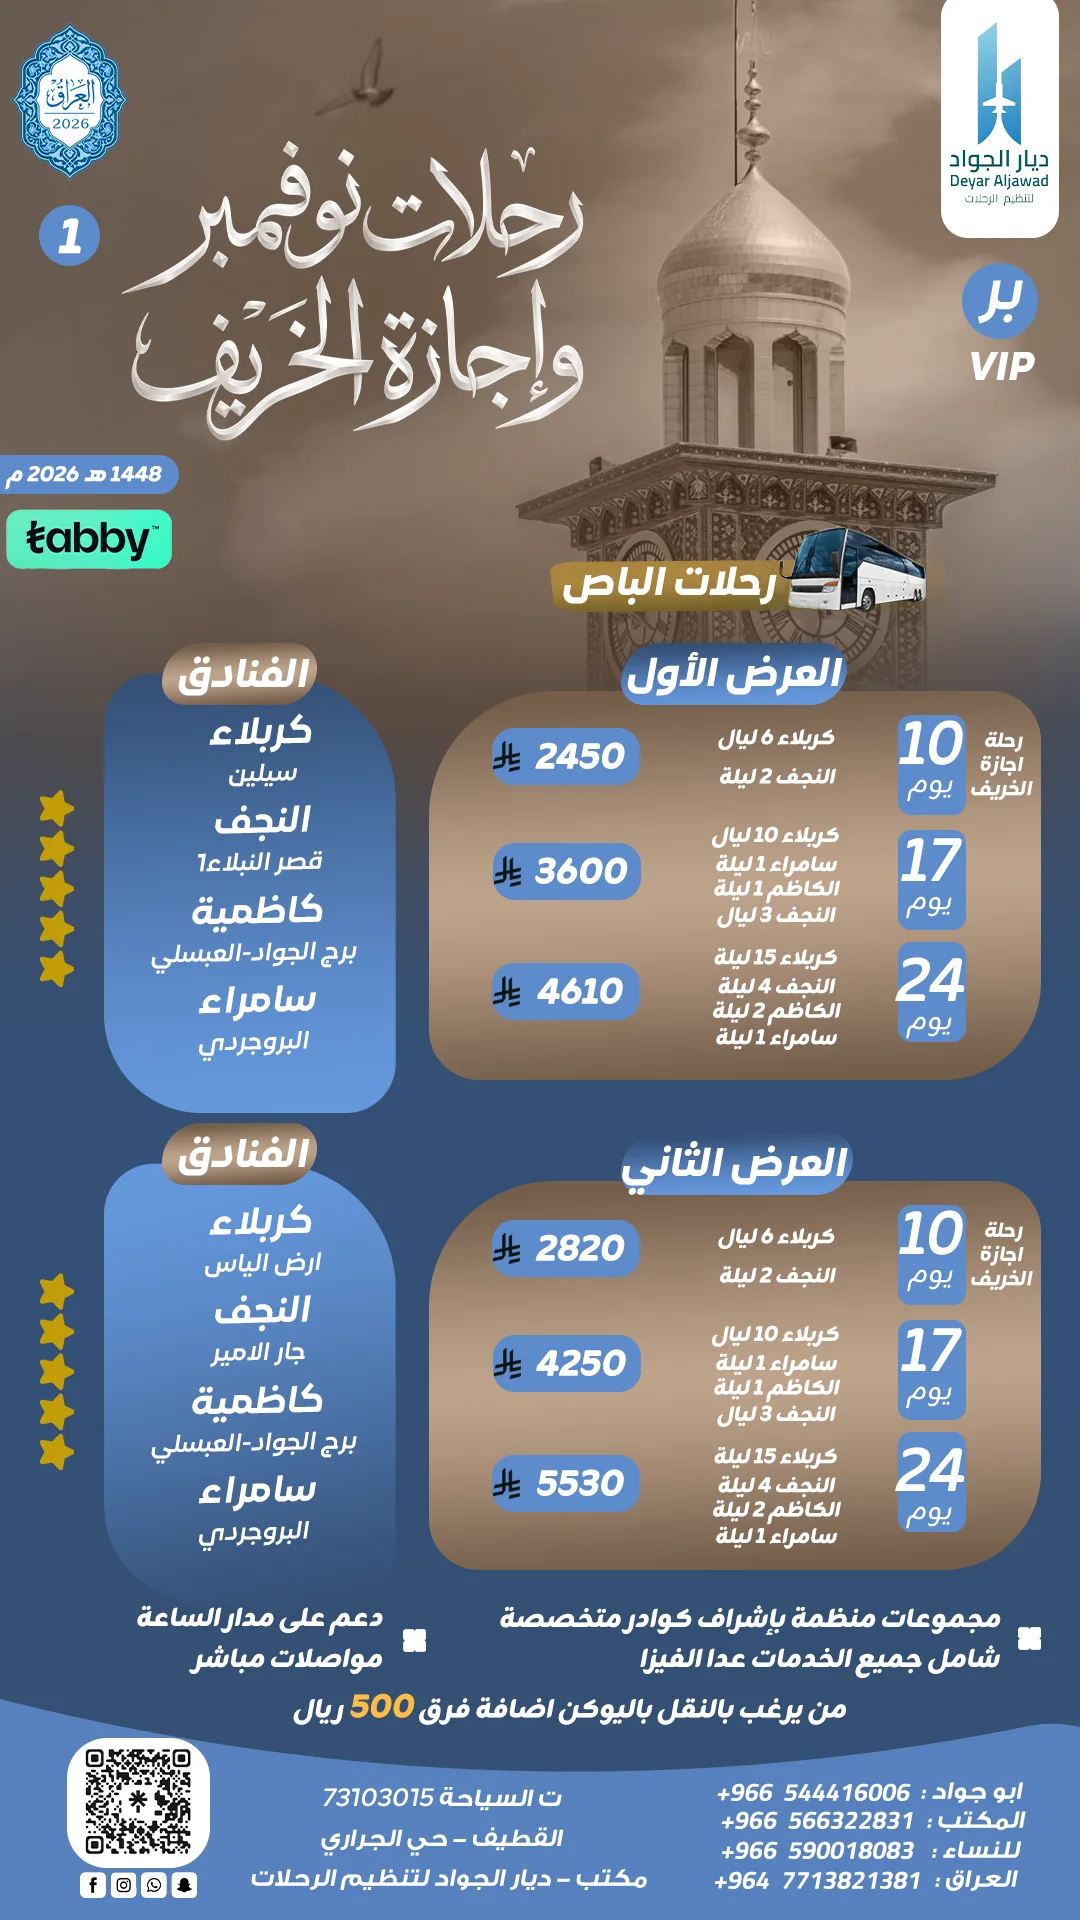 العراق
2026
ديار الجواد
Deyar Aljawad
لتنظيم الرحلات
1
رحلات نوفمبر
وإجازة الخَريف
بر
VIP
1448 هـ 2026 م
tabby™
رحلات الباص
العرض الأول
رحلة
اجازة
الخريف
10
يوم
كربلاء 6 ليال
النجف 2 ليلة
2450
17
يوم
كربلاء 10 ليال
سامراء 1 ليلة
الكاظم 1 ليلة
النجف 3 ليال
3600
24
يوم
كربلاء 15 ليلة
النجف 4 ليلة
الكاظم 2 ليلة
سامراء 1 ليلة
4610
الفنادق
كربلاء
سيلين
النجف
قصر النبلاء1
كاظمية
برج الجواد-العبسلي
سامراء
البروجردي
العرض الثاني
رحلة
اجازة
الخريف
10
يوم
كربلاء 6 ليال
النجف 2 ليلة
2820
17
يوم
كربلاء 10 ليال
سامراء 1 ليلة
الكاظم 1 ليلة
النجف 3 ليال
4250
24
يوم
كربلاء 15 ليلة
النجف 4 ليلة
الكاظم 2 ليلة
سامراء 1 ليلة
5530
الفنادق
كربلاء
ارض الياس
النجف
جار الامير
كاظمية
برج الجواد-العبسلي
سامراء
البروجردي
مجموعات منظمة بإشراف كوادر متخصصة
شامل جميع الخدمات عدا الفيزا
دعم على مدار الساعة
مواصلات مباشر
من يرغب بالنقل باليوكن اضافة فرق 500 ريال
ابو جواد : 544416006 966+
المكتب : 566322831 966+
للنساء : 590018083 966+
العراق : 7713821381 964+
ت السياحة 73103015
القطيف – حي الجراري
مكتب – ديار الجواد لتنظيم الرحلات